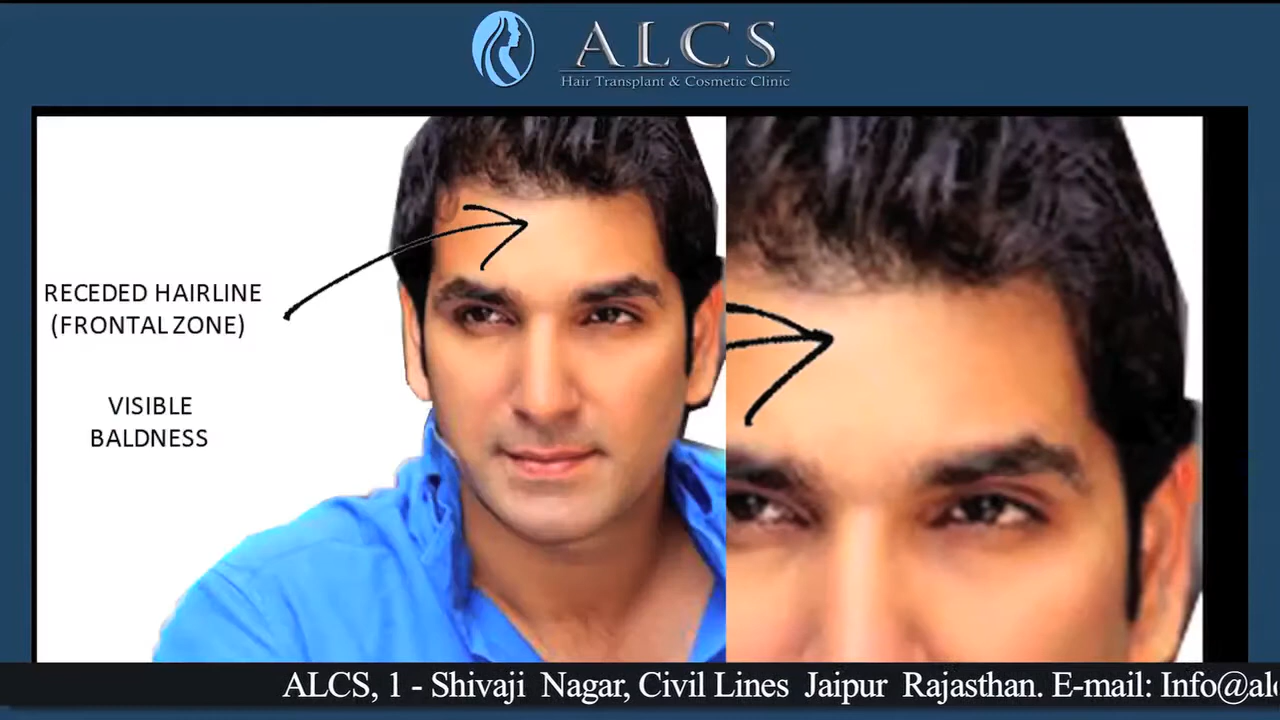 ALCS
Hair Transplant & Cosmetic Clinic
RECEDED HAIRLINE
(FRONTAL ZONE)
VISIBLE
BALDNESS
ALCS, 1 - Shivaji Nagar, Civil Lines Jaipur Rajasthan. E-mail: Info@alc